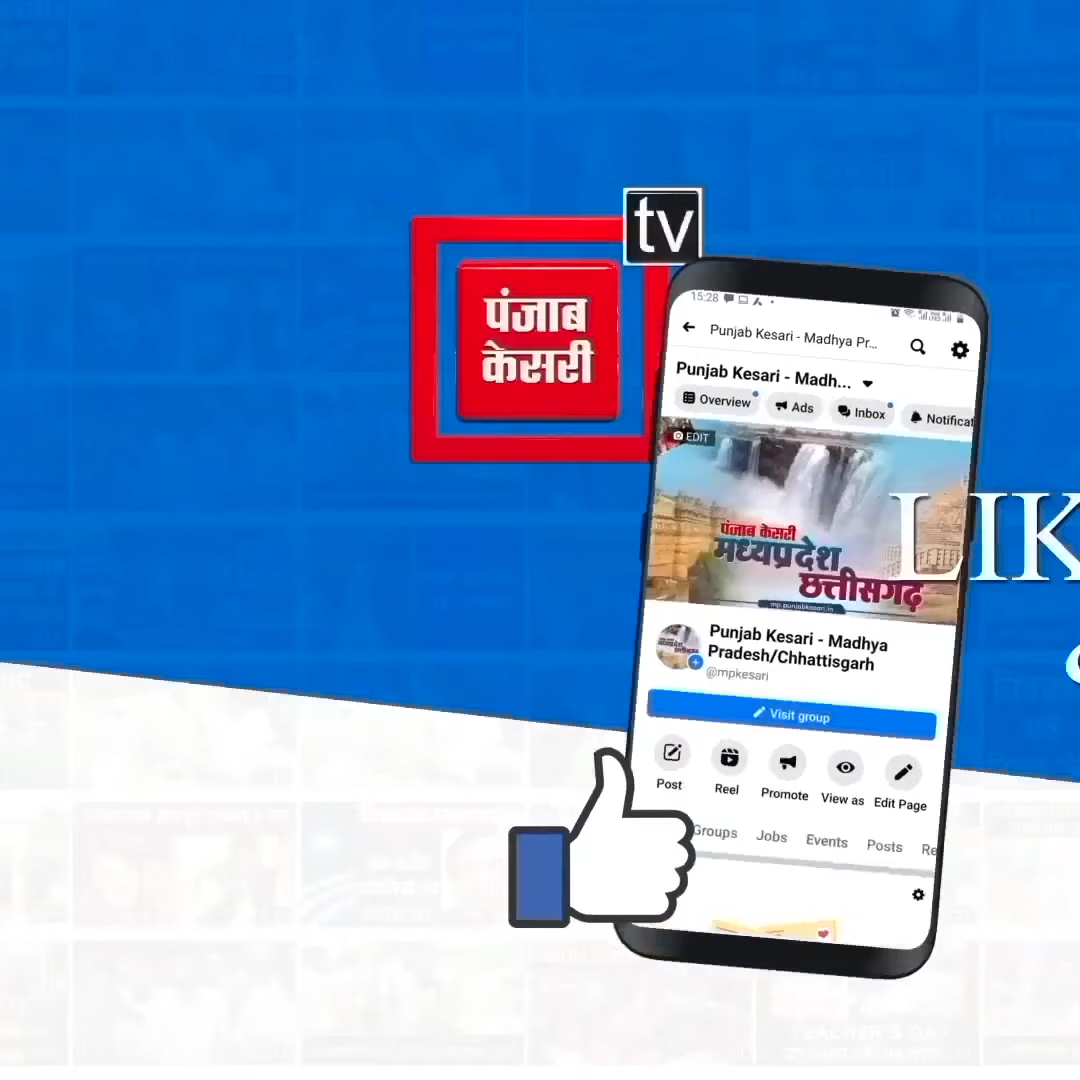 tv
पंजाब
केसरी
15:28
Punjab Kesari - Madhya Pr...
Punjab Kesari - Madh...
Overview
Ads
Inbox
Notificat
EDIT
पंजाब केसरी
मध्यप्रदेश
छत्तीसगढ़
mp.punjabkesari.in
LIK
Punjab Kesari - Madhya
Pradesh/Chhattisgarh
@mpkesari
Visit group
Post Reel Promote View as Edit Page
Groups Jobs Events Posts Re